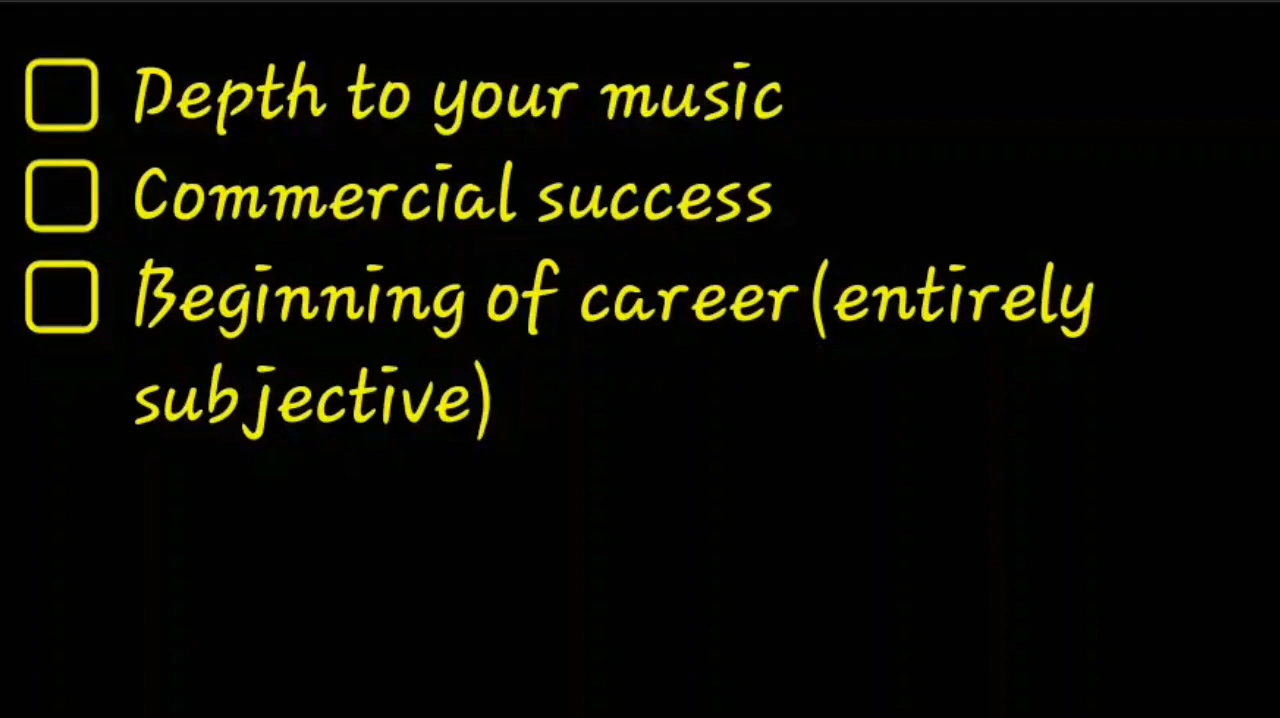 Depth to your music
Commercial success
Beginning of career(entirely
subjective)